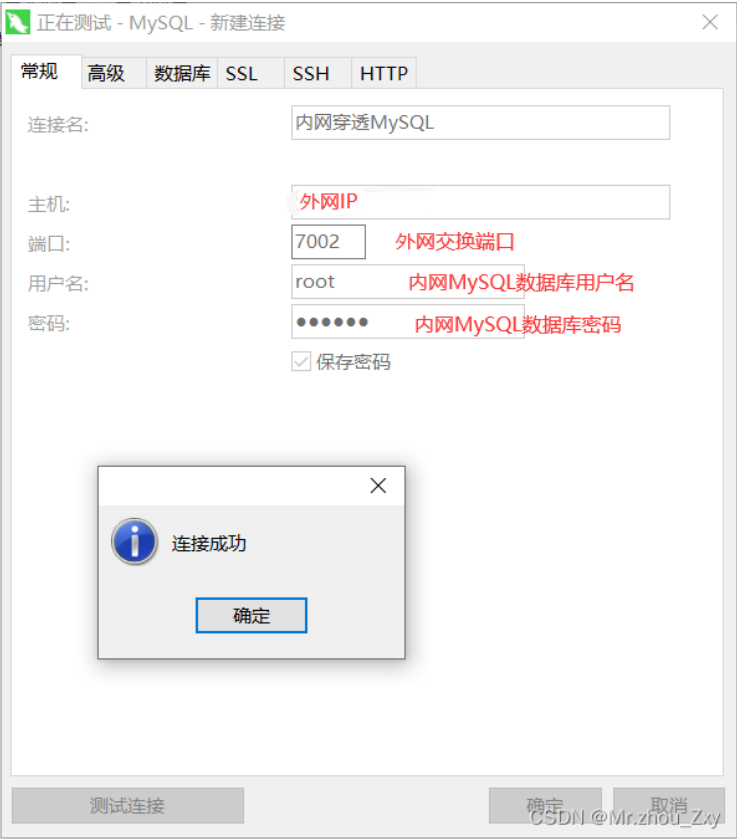 正在测试 - MySQL - 新建连接
常规 高级 数据库 SSL SSH HTTP
连接名: 内网穿透MySQL
主机: 外网IP
端口: 7002 外网交换端口
用户名: root 内网MySQL数据库用户名
密码: ●●●●●● 内网MySQL数据库密码
保存密码
连接成功
确定
测试连接 确定 取消
CSDN @Mr.zhou_Zxy